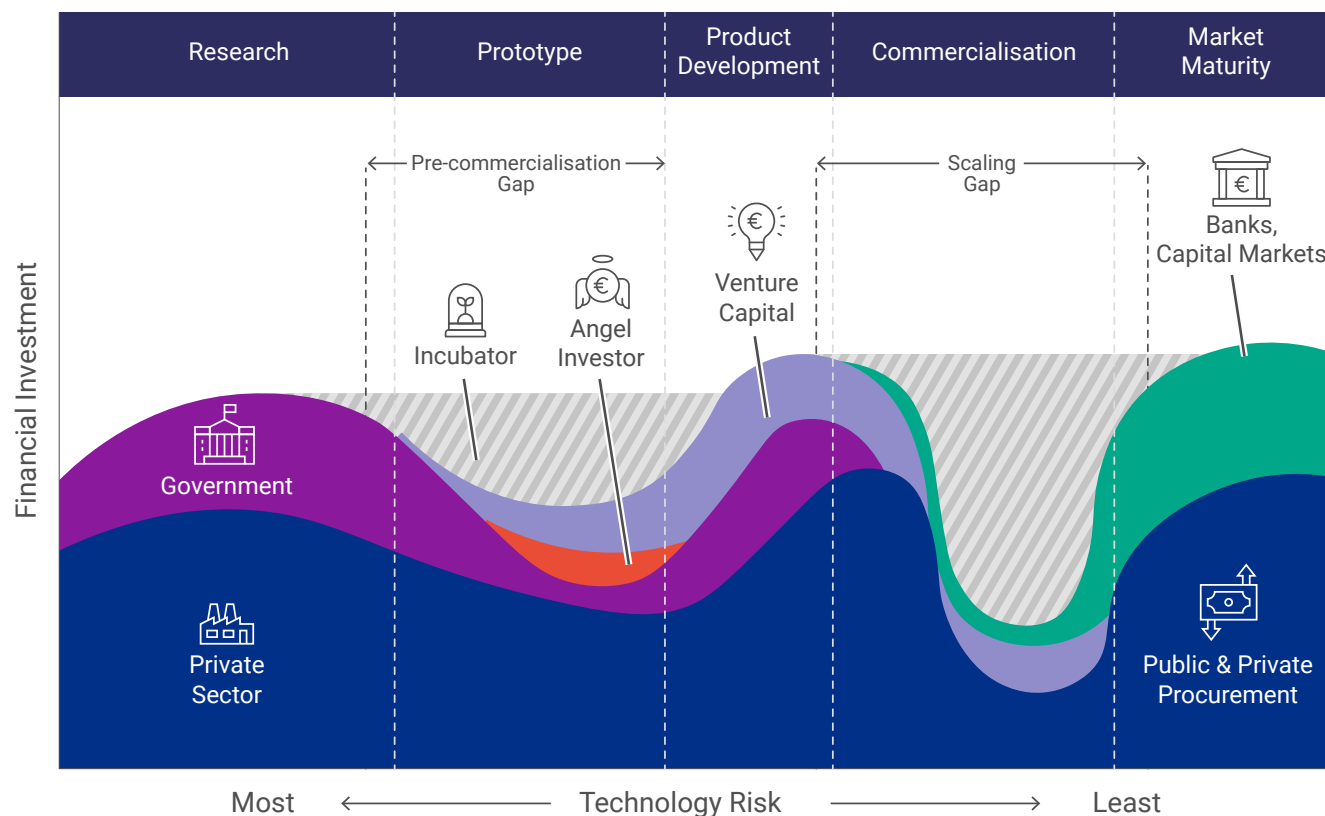 Research
Prototype
Product
Development
Commercialisation
Market
Maturity
Pre-commercialisation
Gap
Scaling
Gap
€
Banks,
Capital Markets
€
Venture
Capital
€
Angel
Investor
Incubator
Government
Private
Sector
Public & Private
Procurement
Financial Investment
Most
Technology Risk
Least